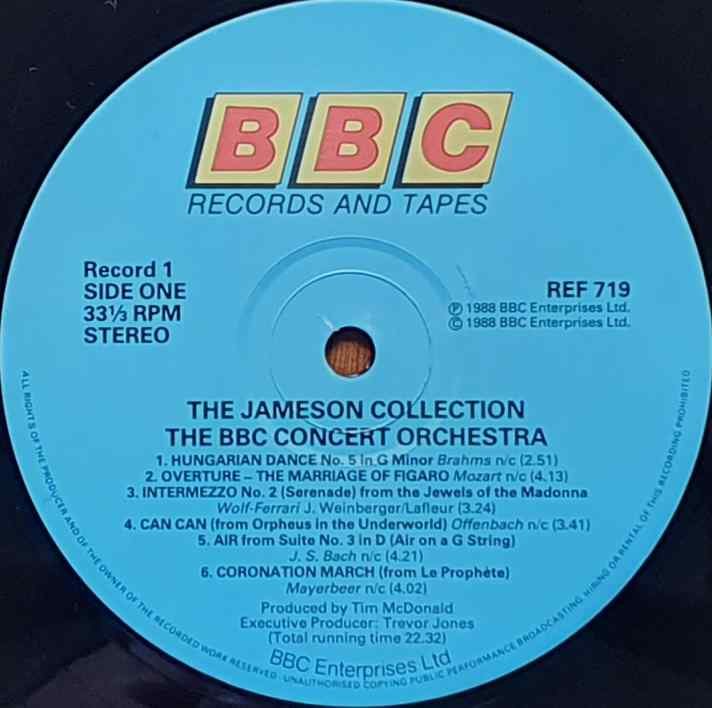 BBC
RECORDS AND TAPES
Record 1
SIDE ONE
33⅓ RPM
STEREO
REF 719
Ⓟ 1988 BBC Enterprises Ltd.
© 1988 BBC Enterprises Ltd.
THE JAMESON COLLECTION
THE BBC CONCERT ORCHESTRA
1. HUNGARIAN DANCE No. 5 in G Minor Brahms n/c (2.51)
2. OVERTURE – THE MARRIAGE OF FIGARO Mozart n/c (4.13)
3. INTERMEZZO No. 2 (Serenade) from the Jewels of the Madonna
Wolf-Ferrari J. Weinberger/Lafleur (3.24)
4. CAN CAN (from Orpheus in the Underworld) Offenbach n/c (3.41)
5. AIR from Suite No. 3 in D (Air on a G String)
J. S. Bach n/c (4.21)
6. CORONATION MARCH (from Le Prophète)
Mayerbeer n/c (4.02)
Produced by Tim McDonald
Executive Producer: Trevor Jones
(Total running time 22.32)
BBC Enterprises Ltd
ALL RIGHTS OF THE PRODUCER AND OF THE OWNER OF THE RECORDED WORK RESERVED · UNAUTHORISED COPYING PUBLIC PERFORMANCE BROADCASTING, HIRING OR RENTAL OF THIS RECORDING PROHIBITED